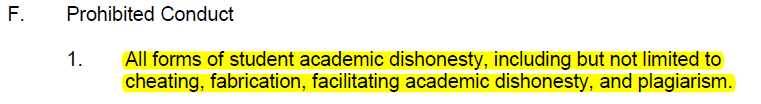 F. Prohibited Conduct
1. All forms of student academic dishonesty, including but not limited to
cheating, fabrication, facilitating academic dishonesty, and plagiarism.